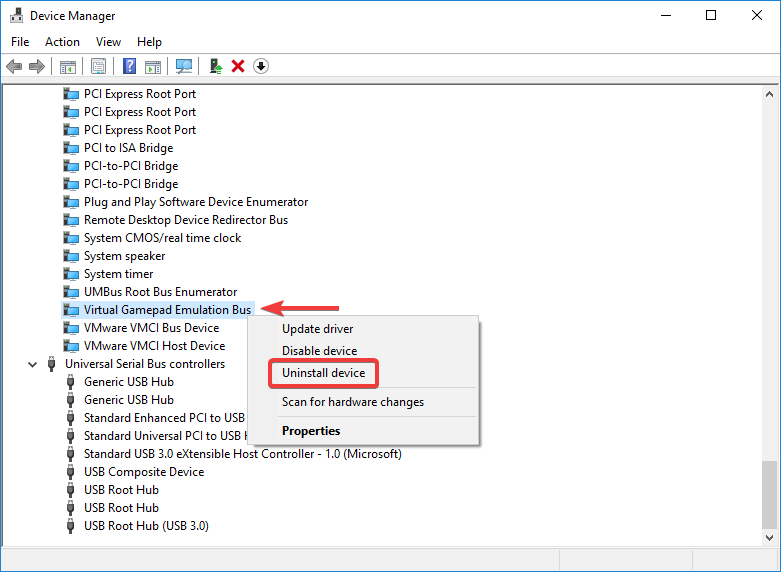 Device Manager
File Action View Help
PCI Express Root Port
PCI Express Root Port
PCI Express Root Port
PCI to ISA Bridge
PCI-to-PCI Bridge
PCI-to-PCI Bridge
Plug and Play Software Device Enumerator
Remote Desktop Device Redirector Bus
System CMOS/real time clock
System speaker
System timer
UMBus Root Bus Enumerator
Virtual Gamepad Emulation Bus
VMware VMCI Bus Device
VMware VMCI Host Device
Universal Serial Bus controllers
Generic USB Hub
Generic USB Hub
Standard Enhanced PCI to USB
Standard Universal PCI to USB
Standard USB 3.0 eXtensible Host Controller - 1.0 (Microsoft)
USB Composite Device
USB Root Hub
USB Root Hub
USB Root Hub (USB 3.0)
Update driver
Disable device
Uninstall device
Scan for hardware changes
Properties